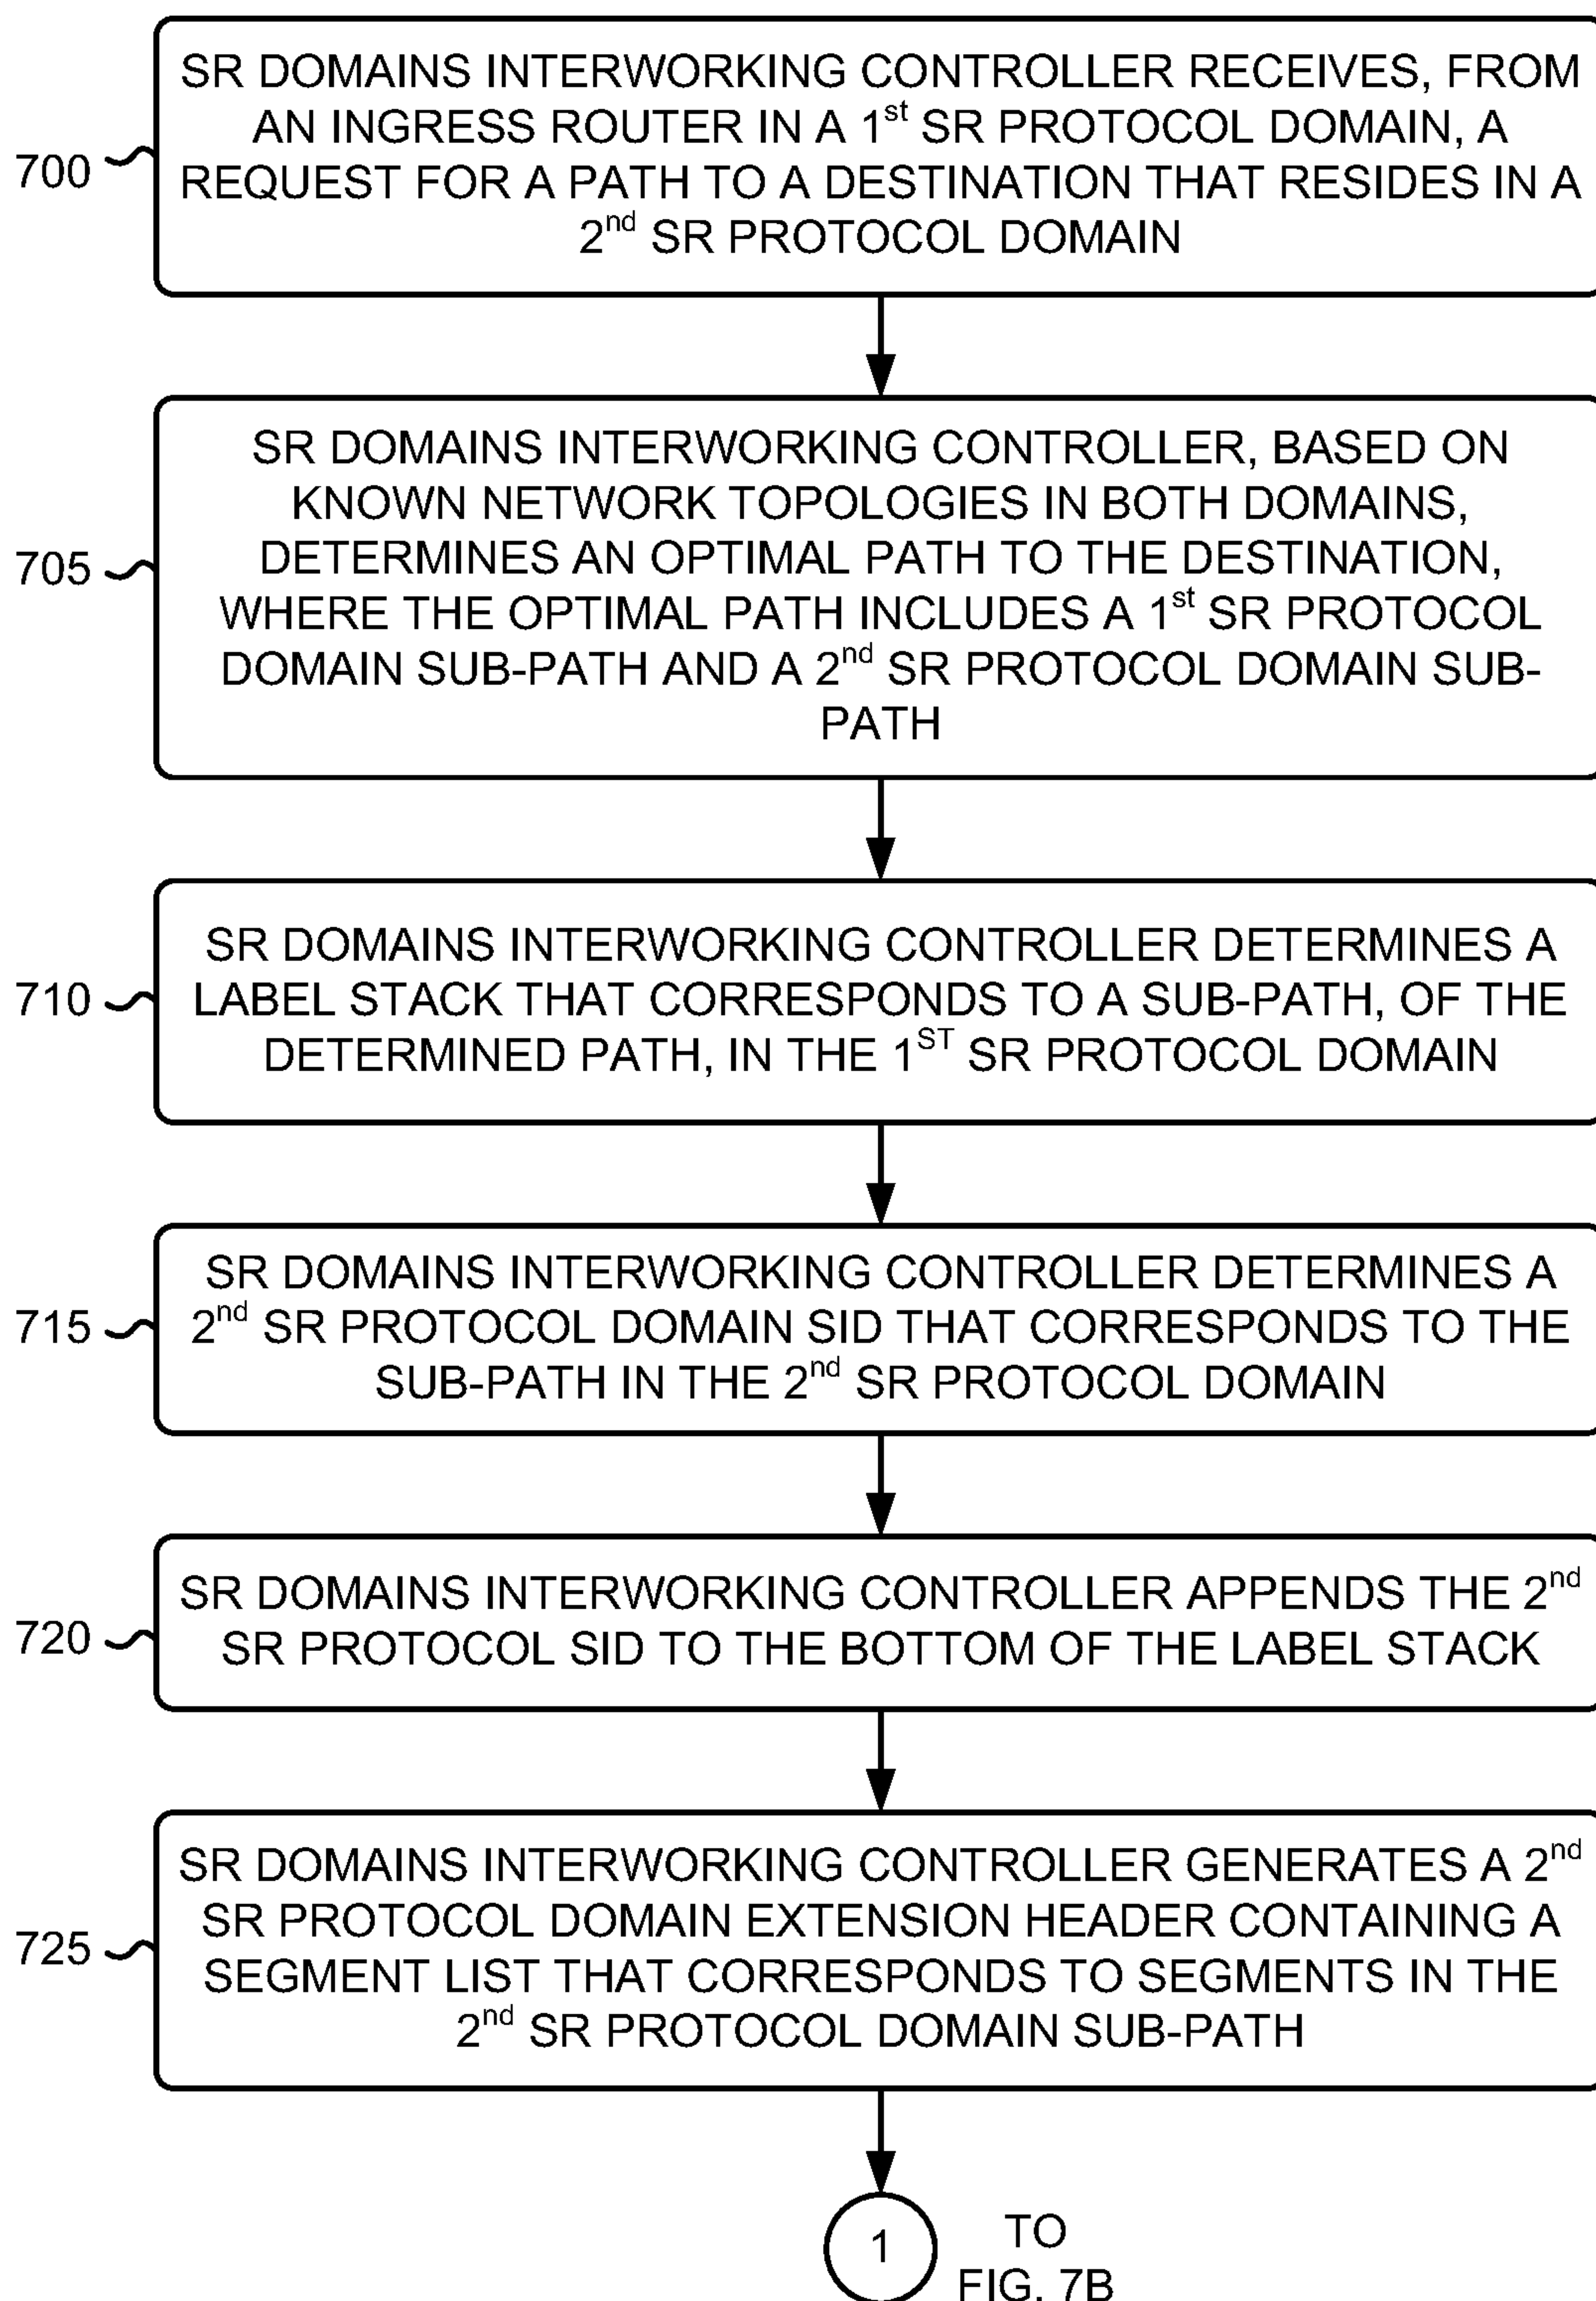 SR DOMAINS INTERWORKING CONTROLLER RECEIVES, FROM
AN INGRESS ROUTER IN A 1st SR PROTOCOL DOMAIN, A
REQUEST FOR A PATH TO A DESTINATION THAT RESIDES IN A
2nd SR PROTOCOL DOMAIN
700
SR DOMAINS INTERWORKING CONTROLLER, BASED ON
KNOWN NETWORK TOPOLOGIES IN BOTH DOMAINS,
DETERMINES AN OPTIMAL PATH TO THE DESTINATION,
WHERE THE OPTIMAL PATH INCLUDES A 1st SR PROTOCOL
DOMAIN SUB-PATH AND A 2nd SR PROTOCOL DOMAIN SUB-
PATH
705
SR DOMAINS INTERWORKING CONTROLLER DETERMINES A
LABEL STACK THAT CORRESPONDS TO A SUB-PATH, OF THE
DETERMINED PATH, IN THE 1ST SR PROTOCOL DOMAIN
710
SR DOMAINS INTERWORKING CONTROLLER DETERMINES A
2nd SR PROTOCOL DOMAIN SID THAT CORRESPONDS TO THE
SUB-PATH IN THE 2nd SR PROTOCOL DOMAIN
715
SR DOMAINS INTERWORKING CONTROLLER APPENDS THE 2nd
SR PROTOCOL SID TO THE BOTTOM OF THE LABEL STACK
720
SR DOMAINS INTERWORKING CONTROLLER GENERATES A 2nd
SR PROTOCOL DOMAIN EXTENSION HEADER CONTAINING A
SEGMENT LIST THAT CORRESPONDS TO SEGMENTS IN THE
2nd SR PROTOCOL DOMAIN SUB-PATH
725
1
TO
FIG. 7B